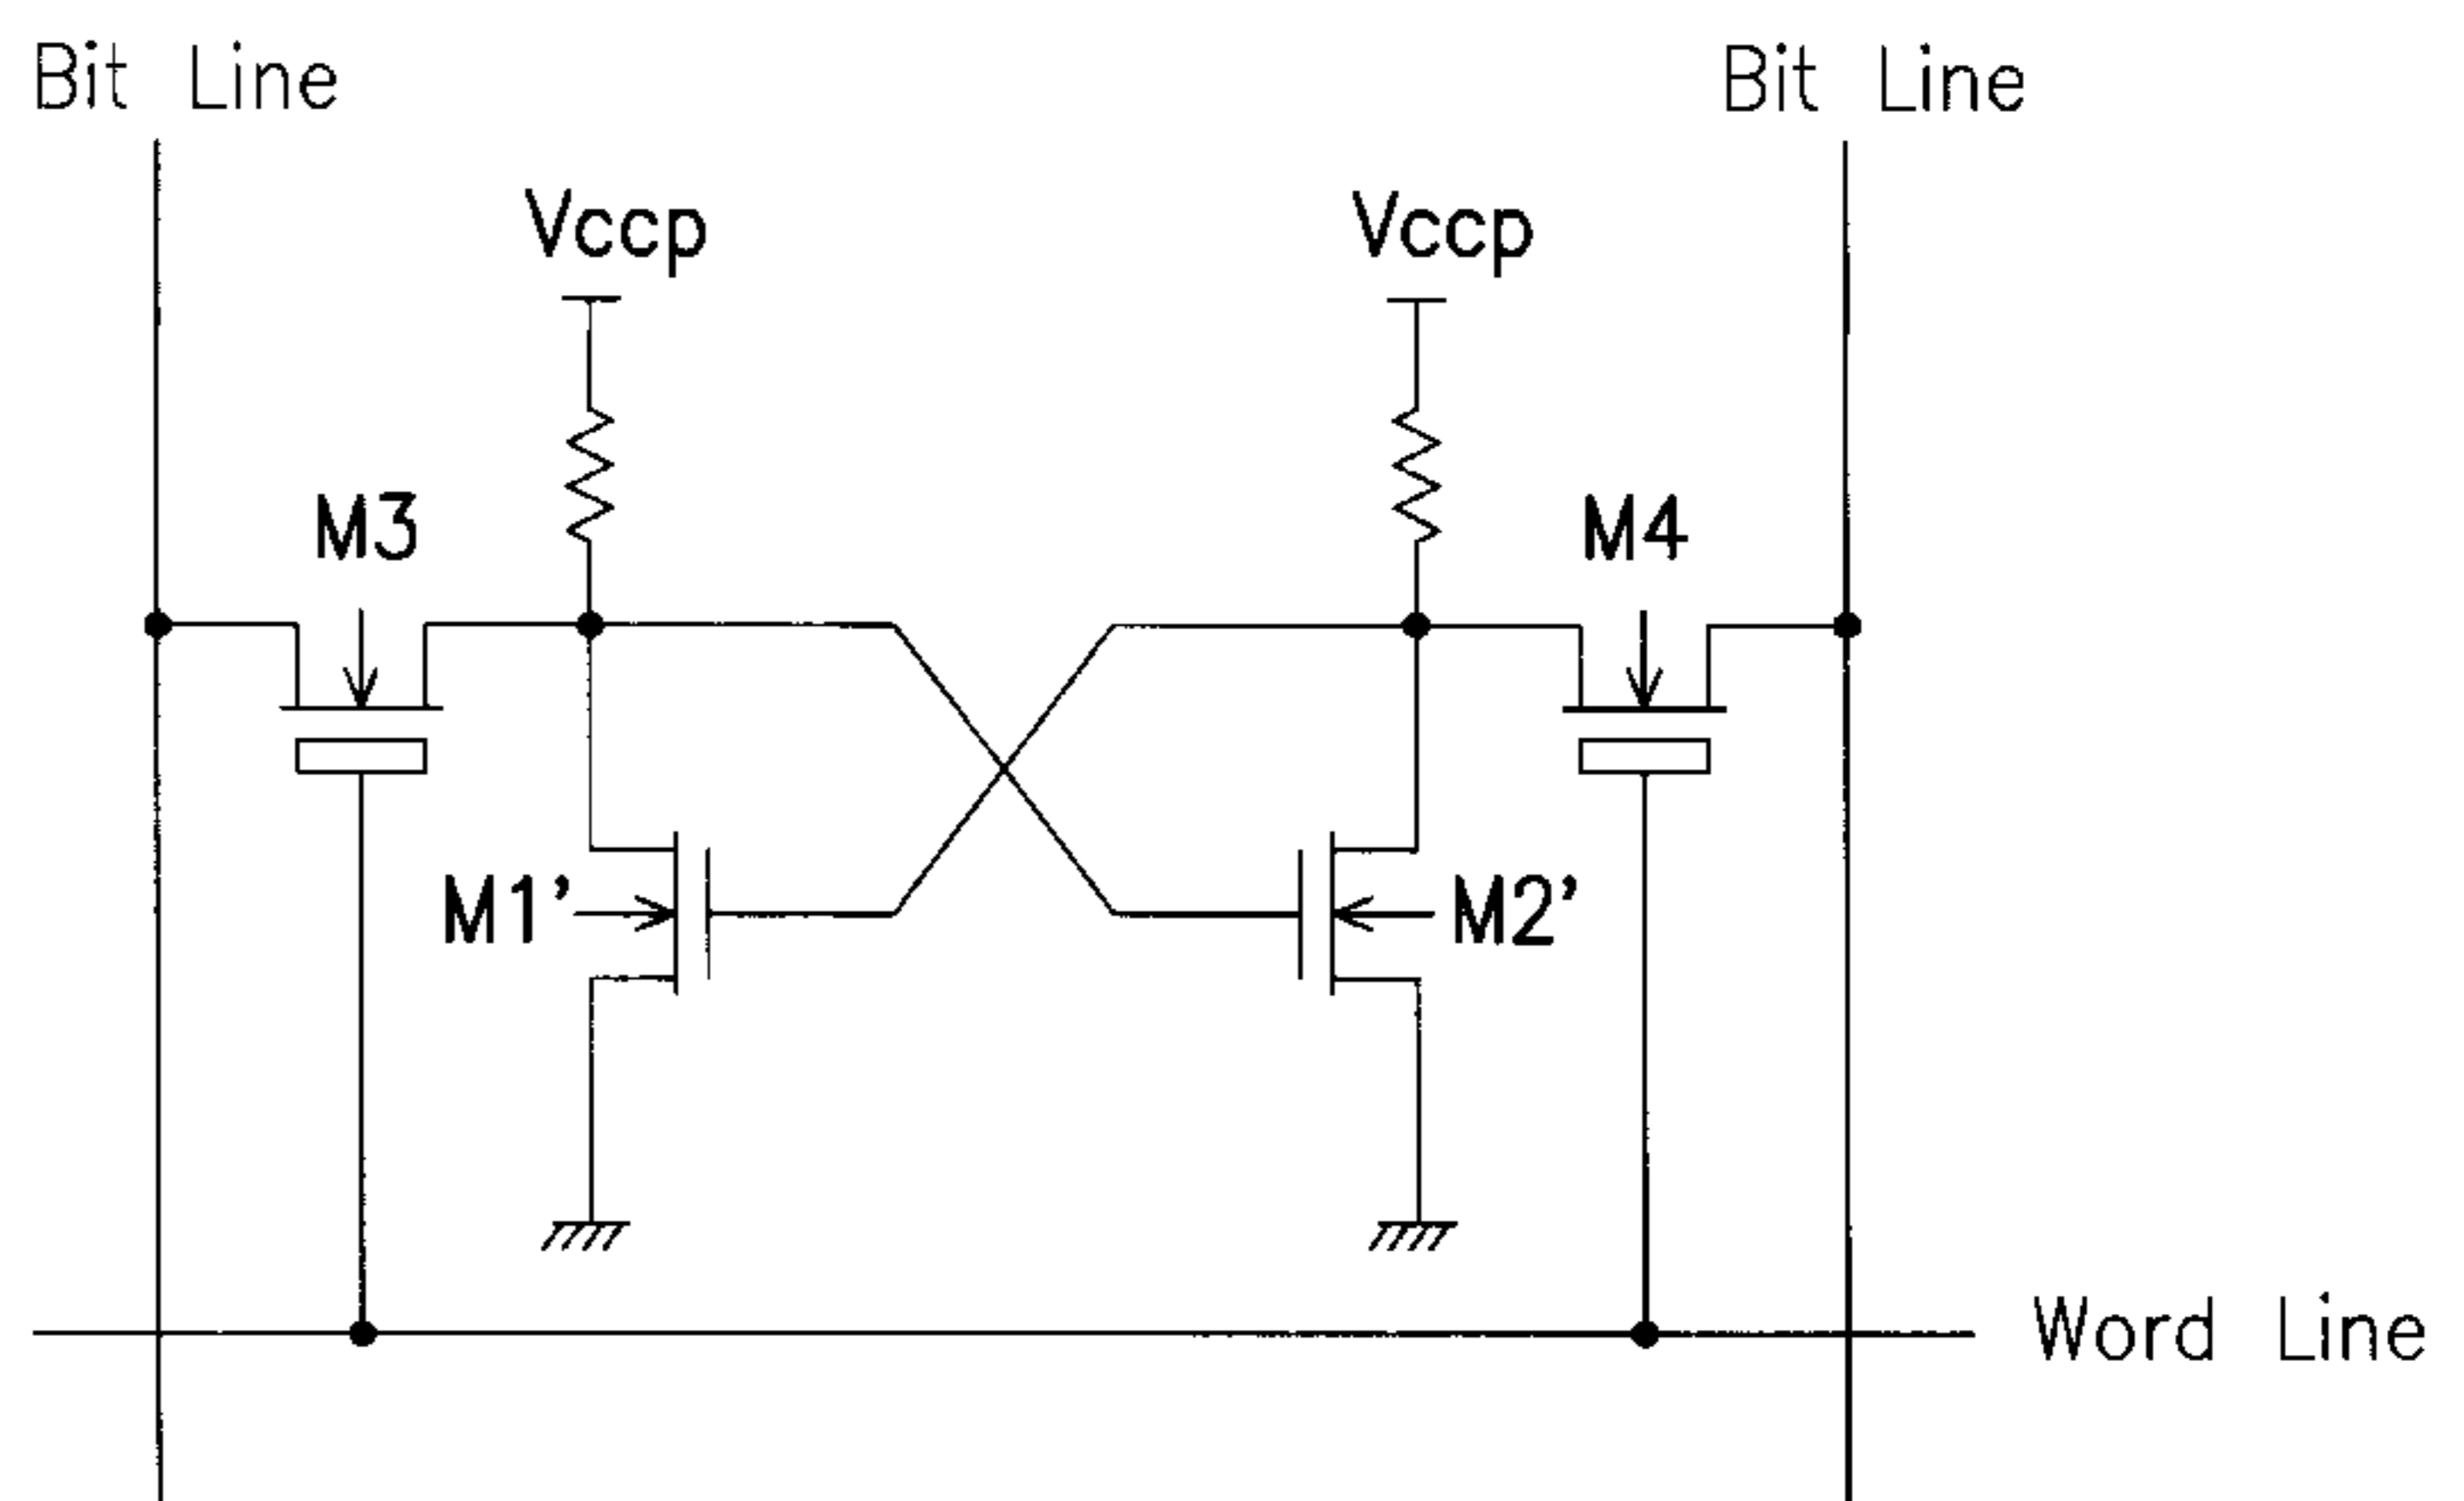 Bit Line
Bit Line
Vccp
Vccp
M3
M4
M1’
M2’
Word Line